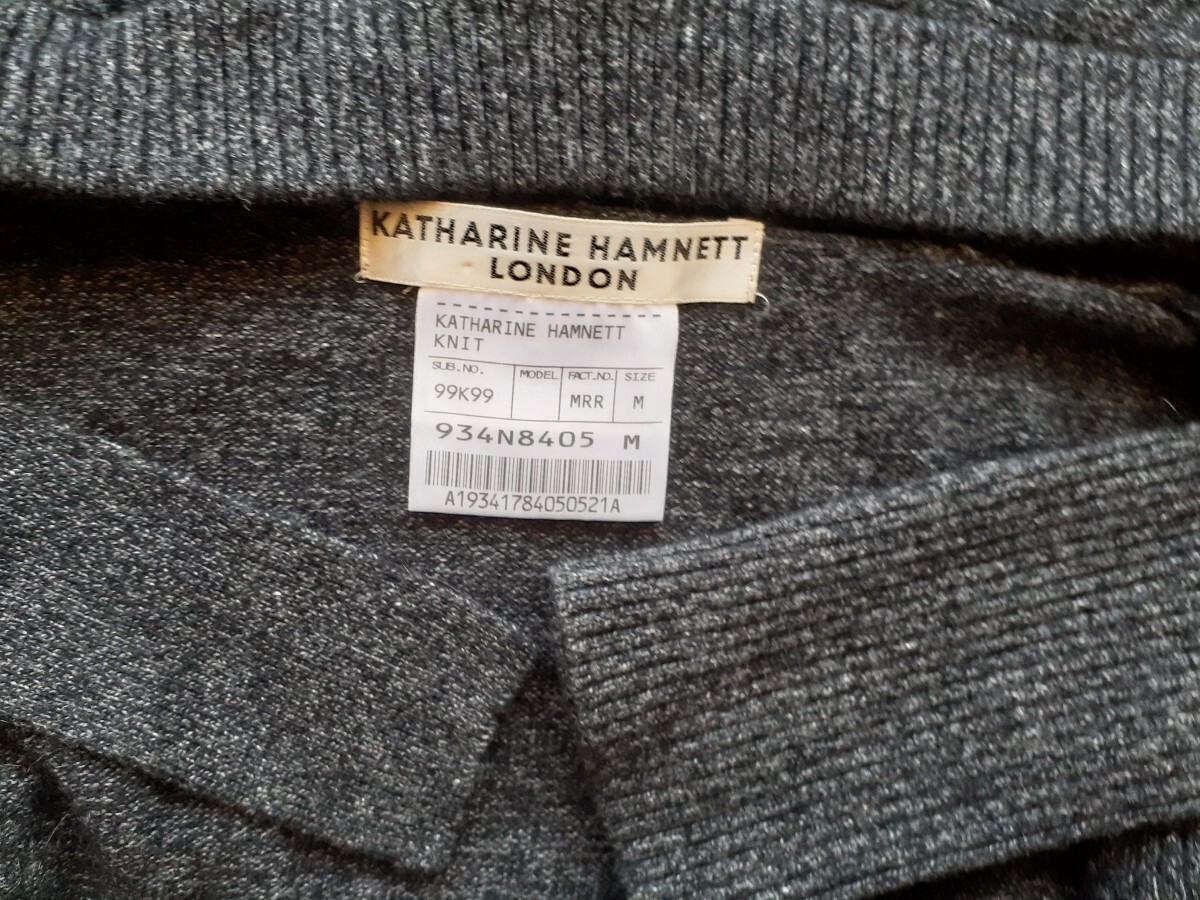 KATHARINE HAMNETT
LONDON
KATHARINE HAMNETT
KNIT
SUB.NO. MODEL FACT.NO. SIZE
99K99 MRR M
934N8405 M
A19341784050521A